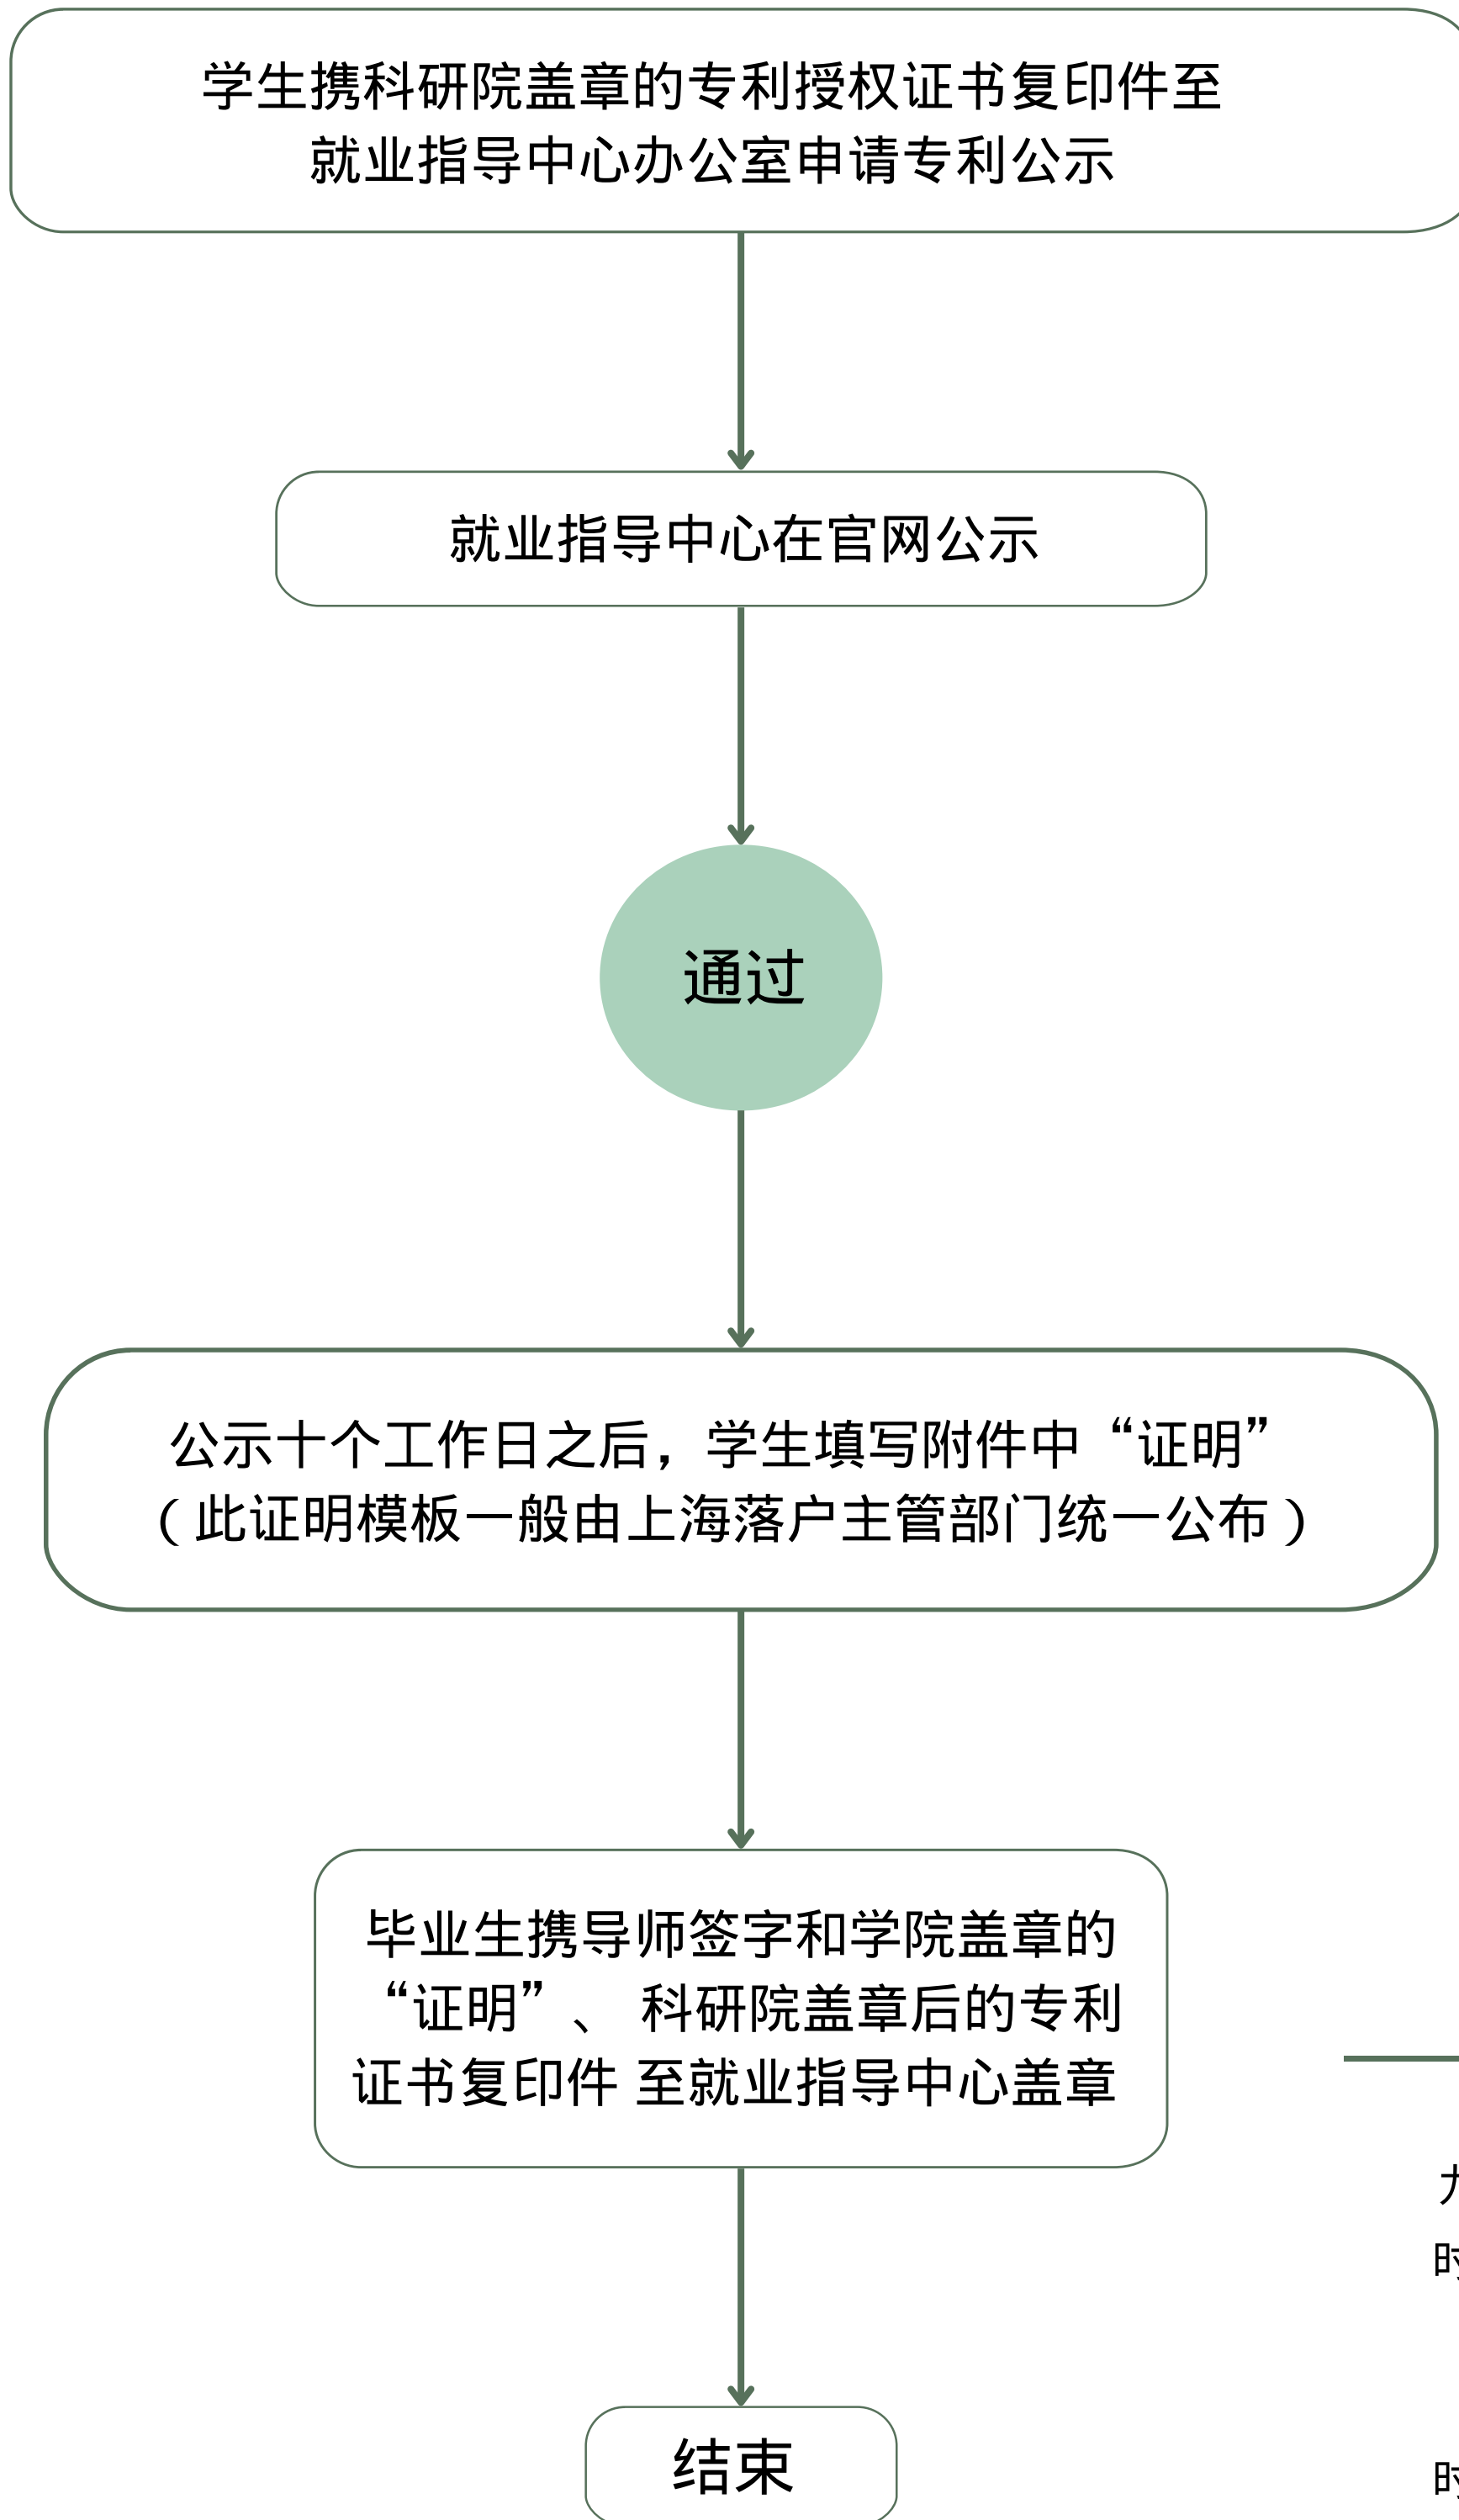 学生携科研院盖章的专利授权证书复印件至
就业指导中心办公室申请专利公示
就业指导中心在官网公示
通过
公示十个工作日之后，学生填写附件中“证明”
（此证明模板一般由上海落户主管部门统一公布）
毕业生携导师签字和学院盖章的
“证明”、 科研院盖章后的专利
证书复印件 至就业指导中心盖章
时
时
结束